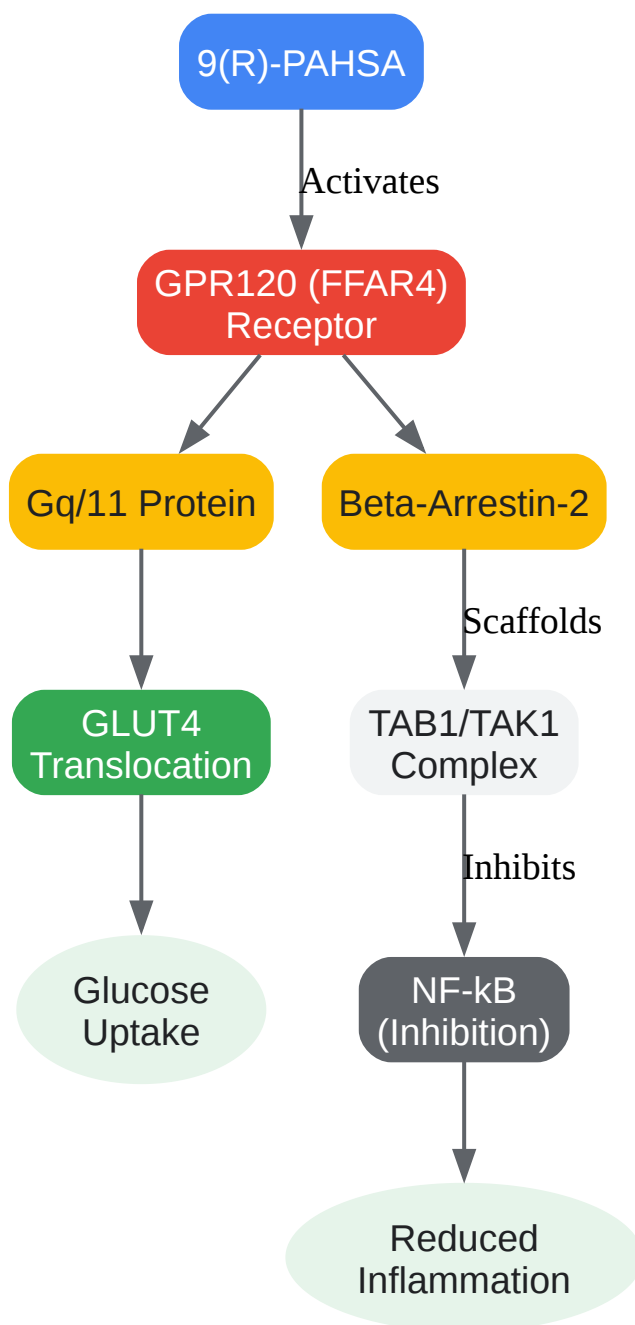 9(R)-PAHSA
Activates
GPR120 (FFAR4)
Receptor
Gq/11 Protein
Beta-Arrestin-2
Scaffolds
GLUT4
Translocation
TAB1/TAK1
Complex
Inhibits
Glucose
Uptake
NF-kB
(Inhibition)
Reduced
Inflammation